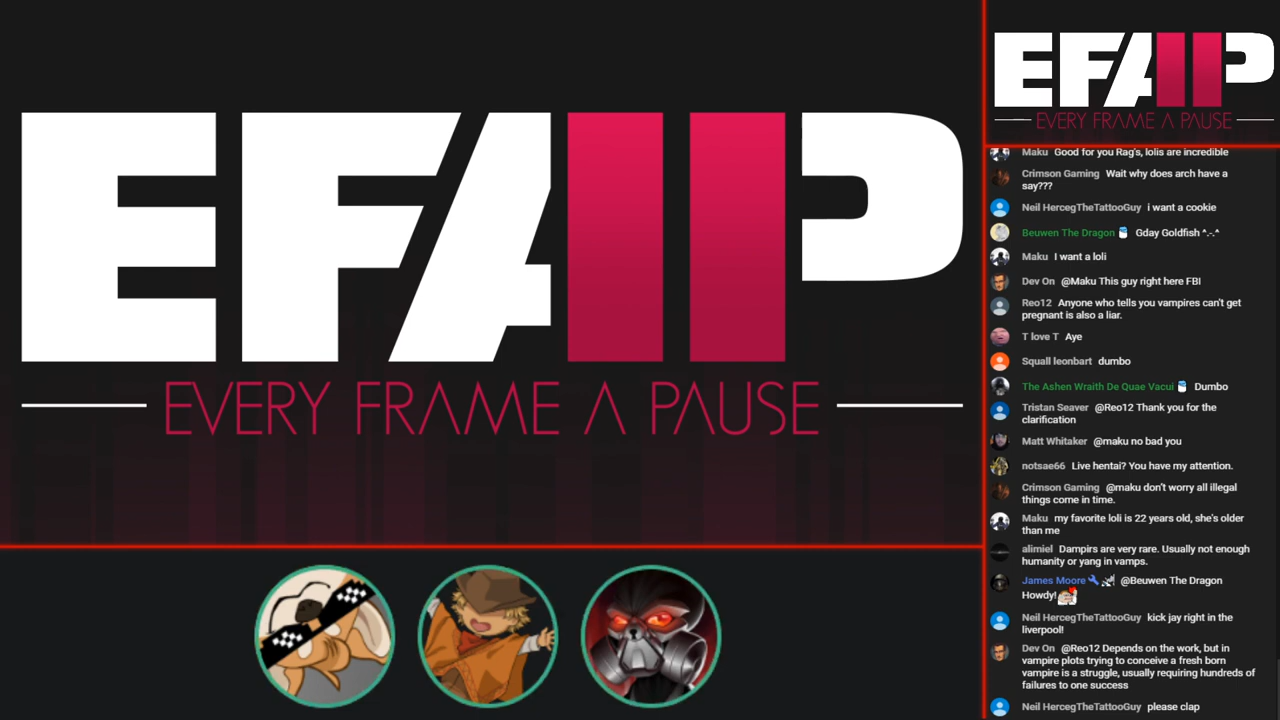 EFAP
EVERY FRAME A PAUSE
EFAP
EVERY FRAME A PAUSE
Maku Good for you Rag's, lolis are incredible
Crimson Gaming Wait why does arch have a
say???
Neil HercegTheTattooGuy i want a cookie
Beuwen The Dragon Gday Goldfish ^.-.^
Maku I want a loli
Dev On @Maku This guy right here FBI
Reo12 Anyone who tells you vampires can't get
pregnant is also a liar.
T love T Aye
Squall leonbart dumbo
The Ashen Wraith De Quae Vacui Dumbo
Tristan Seaver @Reo12 Thank you for the
clarification
Matt Whitaker @maku no bad you
notsae66 Live hentai? You have my attention.
Crimson Gaming @maku don't worry all illegal
things come in time.
Maku my favorite loli is 22 years old, she's older
than me
alimiel Dampirs are very rare. Usually not enough
humanity or yang in vamps.
James Moore @Beuwen The Dragon
Howdy!
Neil HercegTheTattooGuy kick jay right in the
liverpool!
Dev On @Reo12 Depends on the work, but in
vampire plots trying to conceive a fresh born
vampire is a struggle, usually requiring hundreds of
failures to one success
Neil HercegTheTattooGuy please clap